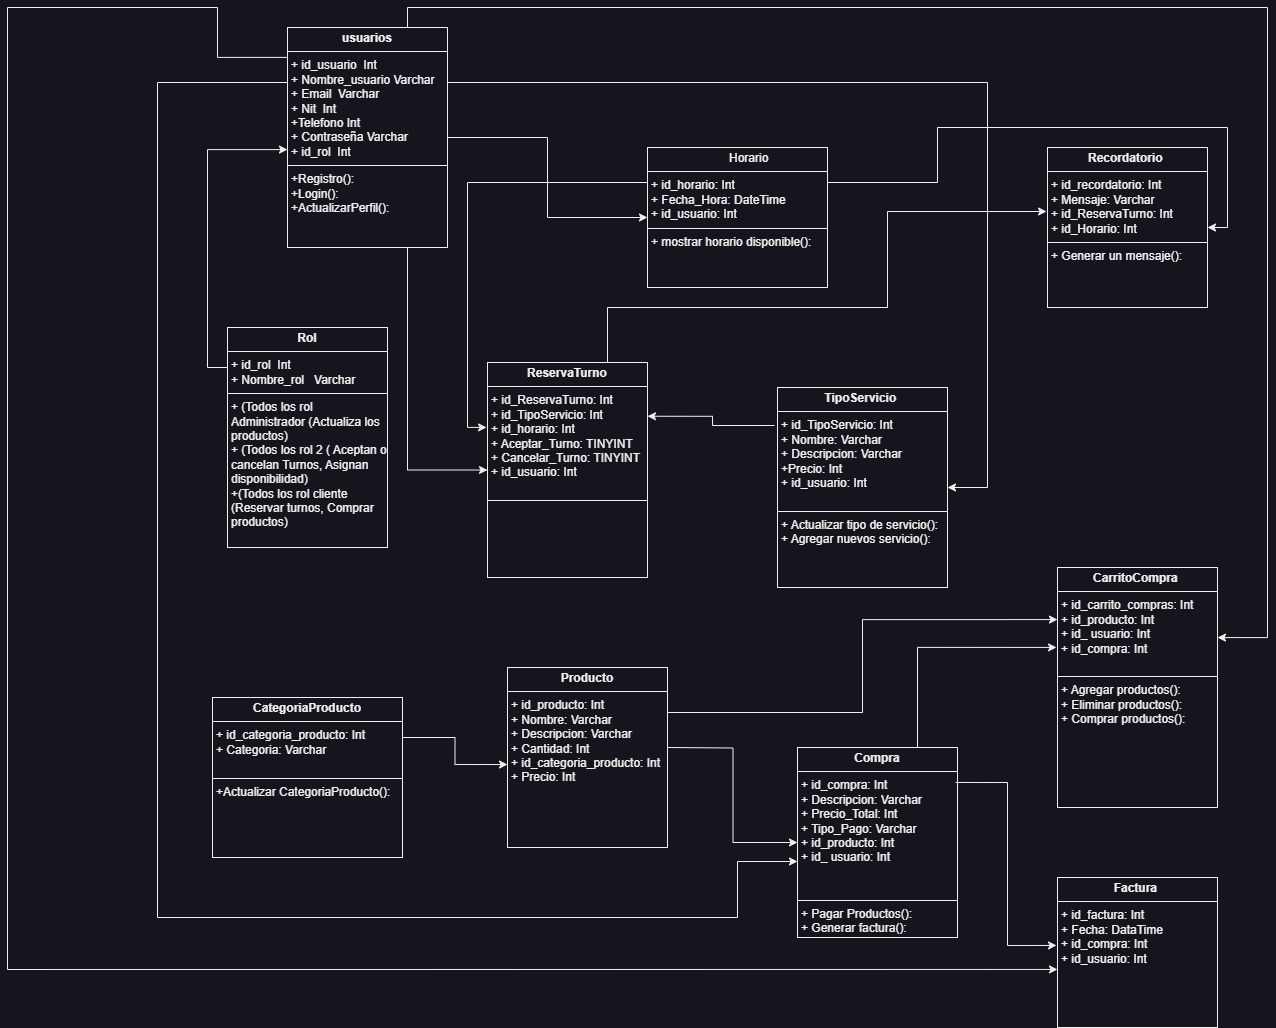 usuarios
+ id_usuario  Int
+ Nombre_usuario Varchar
+ Email  Varchar
+ Nit  Int
+Telefono Int
+ Contraseña Varchar
+ id_rol  Int
+Registro():
+Login():
+ActualizarPerfil():
Horario
+ id_horario: Int
+ Fecha_Hora: DateTime
+ id_usuario: Int
+ mostrar horario disponible():
Recordatorio
+ id_recordatorio: Int
+ Mensaje: Varchar
+ id_ReservaTurno: Int
+ id_Horario: Int
+ Generar un mensaje():
Rol
+ id_rol  Int
+ Nombre_rol   Varchar
+ (Todos los rol
Administrador (Actualiza los
productos)
+ (Todos los rol 2 ( Aceptan o
cancelan Turnos, Asignan
disponibilidad)
+(Todos los rol cliente
(Reservar turnos, Comprar
productos)
ReservaTurno
+ id_ReservaTurno: Int
+ id_TipoServicio: Int
+ id_horario: Int
+ Aceptar_Turno: TINYINT
+ Cancelar_Turno: TINYINT
+ id_usuario: Int
TipoServicio
+ id_TipoServicio: Int
+ Nombre: Varchar
+ Descripcion: Varchar
+Precio: Int
+ id_usuario: Int
+ Actualizar tipo de servicio():
+ Agregar nuevos servicio():
CarritoCompra
+ id_carrito_compras: Int
+ id_producto: Int
+ id_ usuario: Int
+ id_compra: Int
+ Agregar productos():
+ Eliminar productos():
+ Comprar productos():
CategoriaProducto
+ id_categoria_producto: Int
+ Categoria: Varchar
+Actualizar CategoriaProducto():
Producto
+ id_producto: Int
+ Nombre: Varchar
+ Descripcion: Varchar
+ Cantidad: Int
+ id_categoria_producto: Int
+ Precio: Int
Compra
+ id_compra: Int
+ Descripcion: Varchar
+ Precio_Total: Int
+ Tipo_Pago: Varchar
+ id_producto: Int
+ id_ usuario: Int
+ Pagar Productos():
+ Generar factura():
Factura
+ id_factura: Int
+ Fecha: DataTime
+ id_compra: Int
+ id_usuario: Int